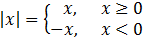 |x| = { x, x ≥ 0
−x, x < 0